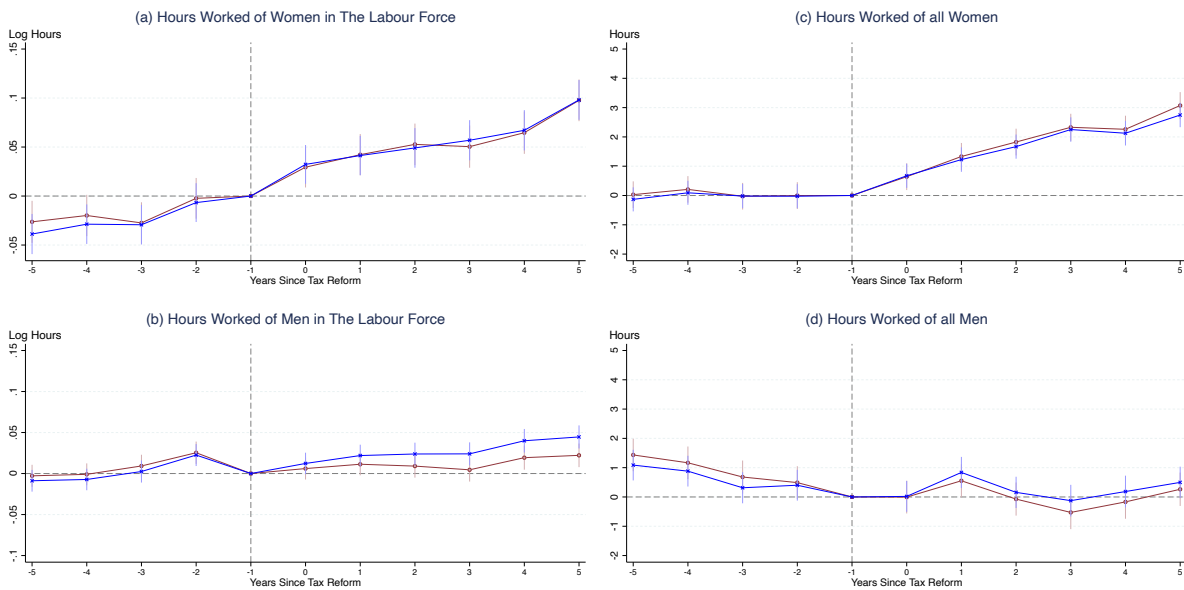 (a) Hours Worked of Women in The Labour Force
Log Hours
.15
.1
.05
0
-.05
-5 -4 -3 -2 -1 0 1 2 3 4 5
Years Since Tax Reform
(c) Hours Worked of all Women
Hours
5
4
3
2
1
0
-1
-2
-5 -4 -3 -2 -1 0 1 2 3 4 5
Years Since Tax Reform
(b) Hours Worked of Men in The Labour Force
Log Hours
.15
.1
.05
0
-.05
-.1
-5 -4 -3 -2 -1 0 1 2 3 4 5
Years Since Tax Reform
(d) Hours Worked of all Men
Hours
5
4
3
2
1
0
-1
-2
-5 -4 -3 -2 -1 0 1 2 3 4 5
Years Since Tax Reform